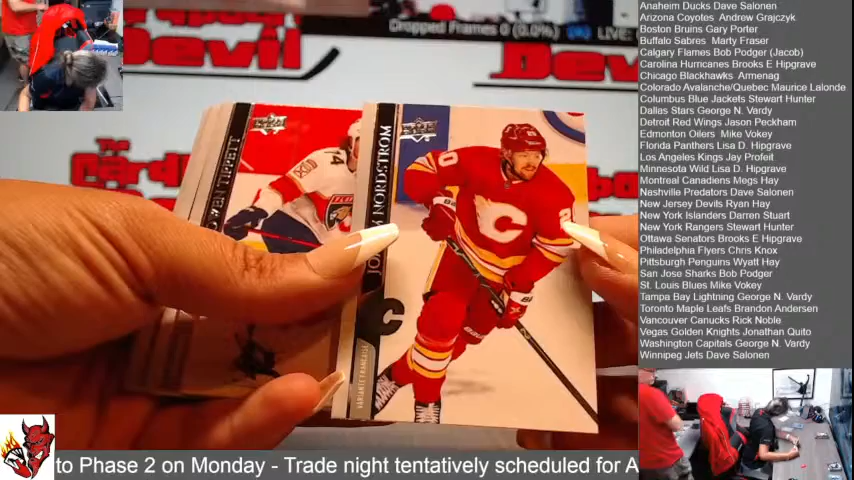 Dropped Frames 0 (0.0%)
LIVE
Devil
Dev
The
OWEN TIPPETT
NORDSTROM
C
VARIANTE FRANÇAISE
Anaheim Ducks Dave Salonen
Arizona Coyotes Andrew Grajczyk
Boston Bruins Gary Porter
Buffalo Sabres Marty Fraser
Calgary Flames Bob Podger (Jacob)
Carolina Hurricanes Brooks E Hipgrave
Chicago Blackhawks Armenag
Colorado Avalanche/Quebec Maurice Lalonde
Columbus Blue Jackets Stewart Hunter
Dallas Stars George N. Vardy
Detroit Red Wings Jason Peckham
Edmonton Oilers Mike Vokey
Florida Panthers Lisa D. Hipgrave
Los Angeles Kings Jay Profeit
Minnesota Wild Lisa D. Hipgrave
Montreal Canadiens Megs Hay
Nashville Predators Dave Salonen
New Jersey Devils Ryan Hay
New York Islanders Darren Stuart
New York Rangers Stewart Hunter
Ottawa Senators Brooks E Hipgrave
Philadelphia Flyers Chris Knox
Pittsburgh Penguins Wyatt Hay
San Jose Sharks Bob Podger
St. Louis Blues Mike Vokey
Tampa Bay Lightning George N. Vardy
Toronto Maple Leafs Brandon Andersen
Vancouver Canucks Rick Noble
Vegas Golden Knights Jonathan Quito
Washington Capitals George N. Vardy
Winnipeg Jets Dave Salonen
to Phase 2 on Monday - Trade night tentatively scheduled for A